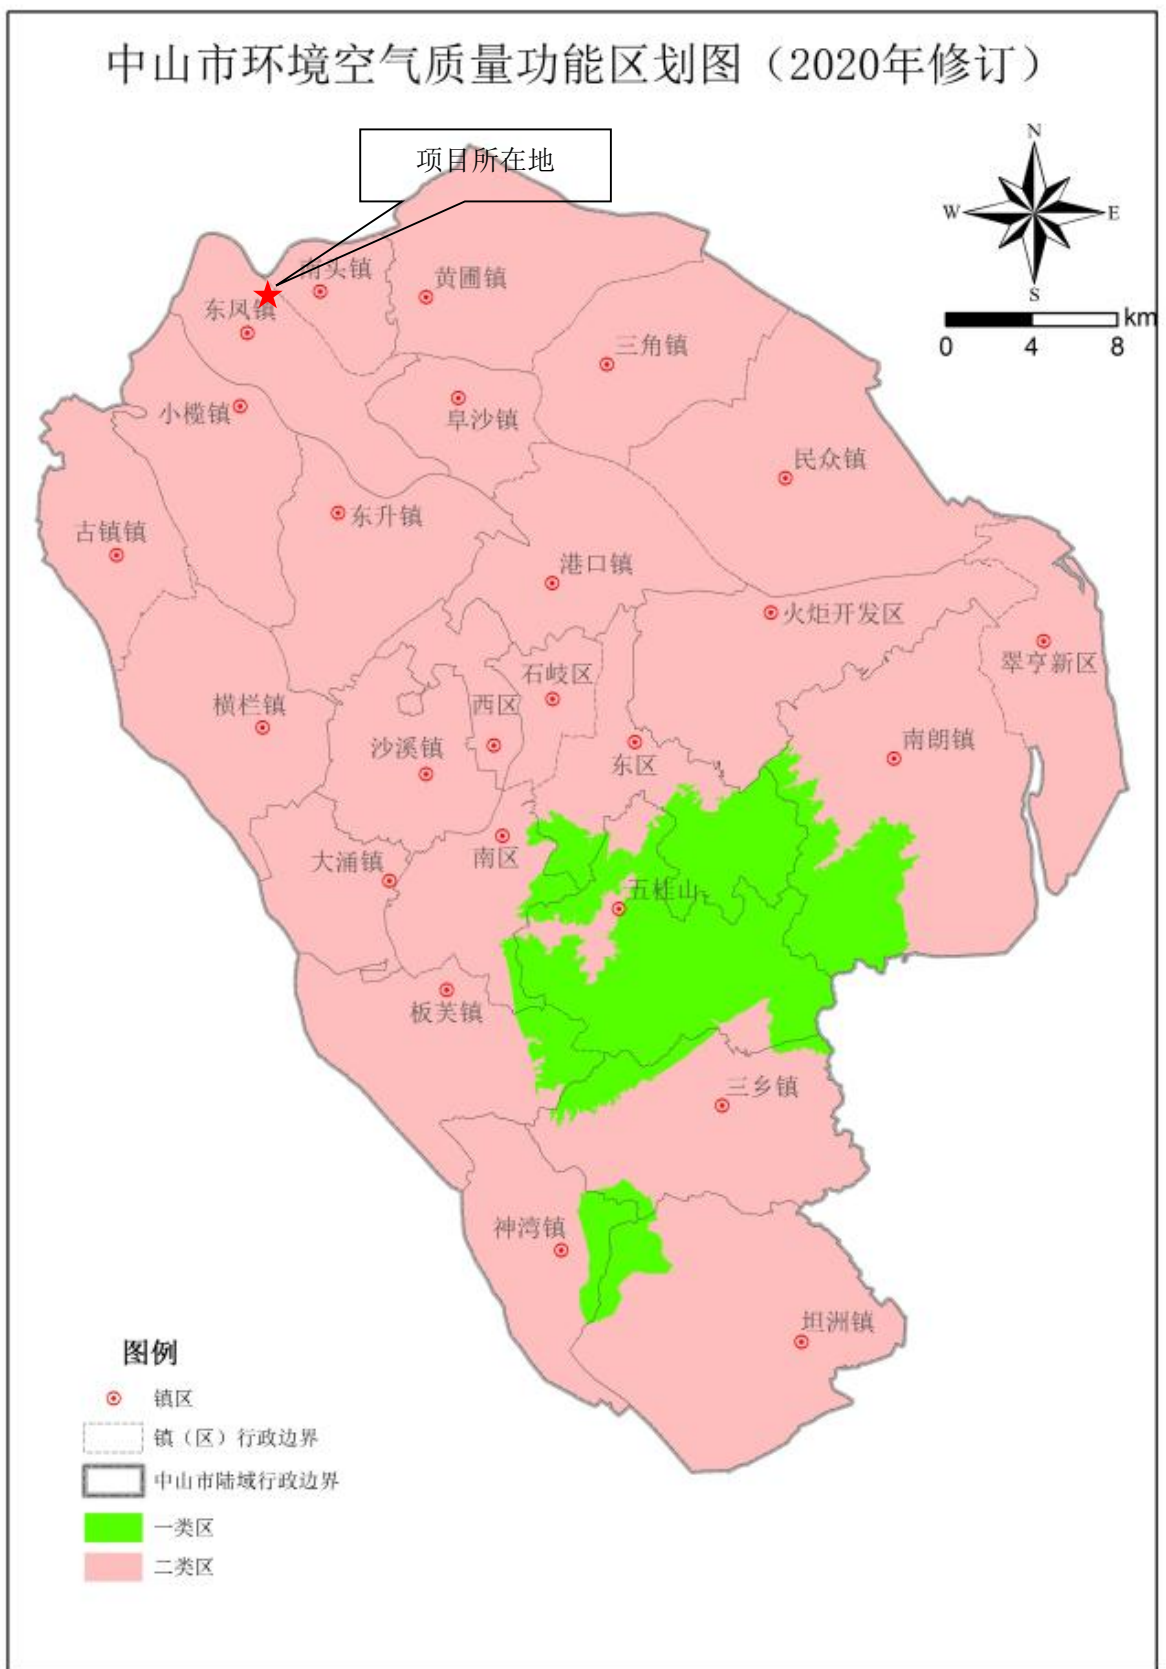 中山市环境空气质量功能区划图（2020年修订）
项目所在地
N
W
E
S
km
0 4 8
南头镇
黄圃镇
东凤镇
三角镇
小榄镇
阜沙镇
民众镇
古镇镇
东升镇
港口镇
火炬开发区
翠亨新区
石岐区
横栏镇
西区
沙溪镇
东区
南朗镇
大涌镇
南区
五桂山
板芙镇
三乡镇
神湾镇
坦洲镇
图例
镇区
镇（区）行政边界
中山市陆域行政边界
一类区
二类区